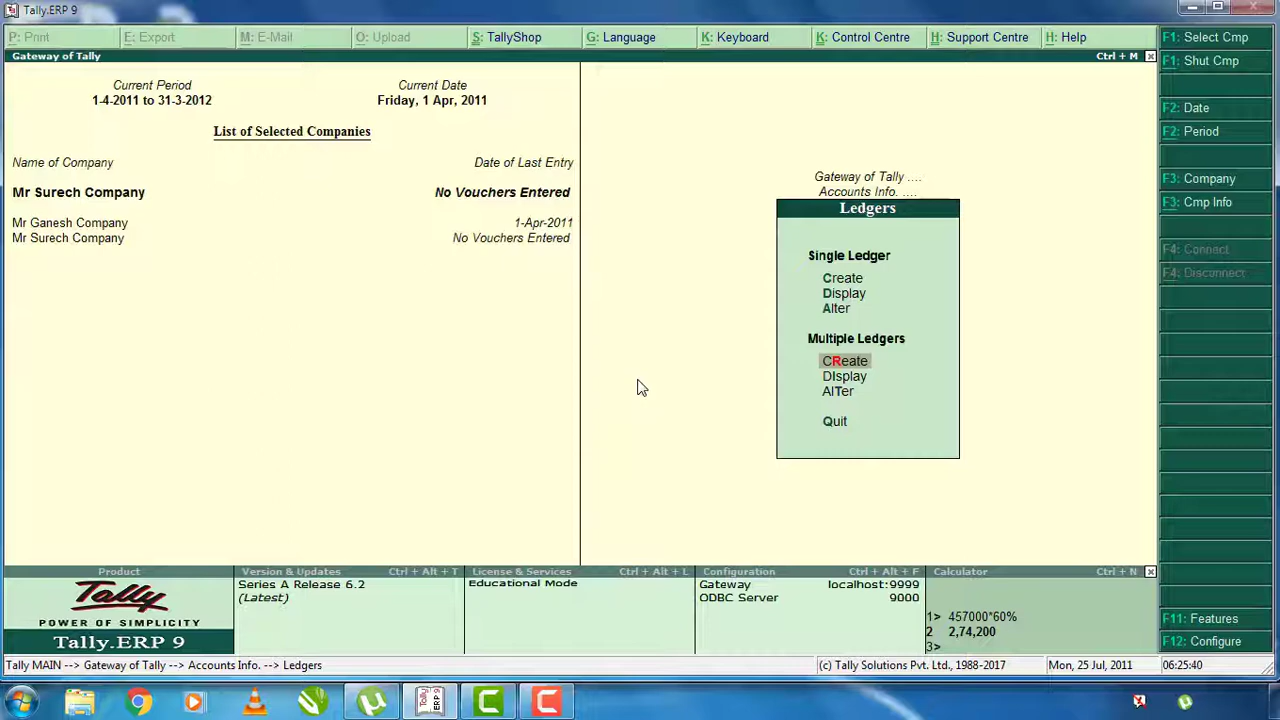 Tally.ERP 9
P: Print
E: Export
M: E-Mail
O: Upload
S: TallyShop
G: Language
K: Keyboard
K: Control Centre
H: Support Centre
H: Help
F1: Select Cmp
Gateway of Tally
Ctrl + M
F1: Shut Cmp
Current Period
1-4-2011 to 31-3-2012
Current Date
Friday, 1 Apr, 2011
List of Selected Companies
Name of Company
Date of Last Entry
Mr Surech Company
No Vouchers Entered
Mr Ganesh Company
1-Apr-2011
Mr Surech Company
No Vouchers Entered
Gateway of Tally ....
Accounts Info. ....
Ledgers
Single Ledger
Create
Display
Alter
Multiple Ledgers
CReate
DIsplay
AlTer
Quit
F2: Date
F2: Period
F3: Company
F3: Cmp Info
F4: Connect
F4: Disconnect
F11: Features
F12: Configure
Product
Tally
POWER OF SIMPLICITY
Tally.ERP 9
Version & Updates
Ctrl + Alt + T
Series A Release 6.2
(Latest)
License & Services
Ctrl + Alt + L
Educational Mode
Configuration
Ctrl + Alt + F
Gateway
localhost:9999
ODBC Server
9000
Calculator
Ctrl + N
1> 457000*60%
2 2,74,200
3>
Tally MAIN --> Gateway of Tally --> Accounts Info. --> Ledgers
(c) Tally Solutions Pvt. Ltd., 1988-2017
Mon, 25 Jul, 2011
06:25:40